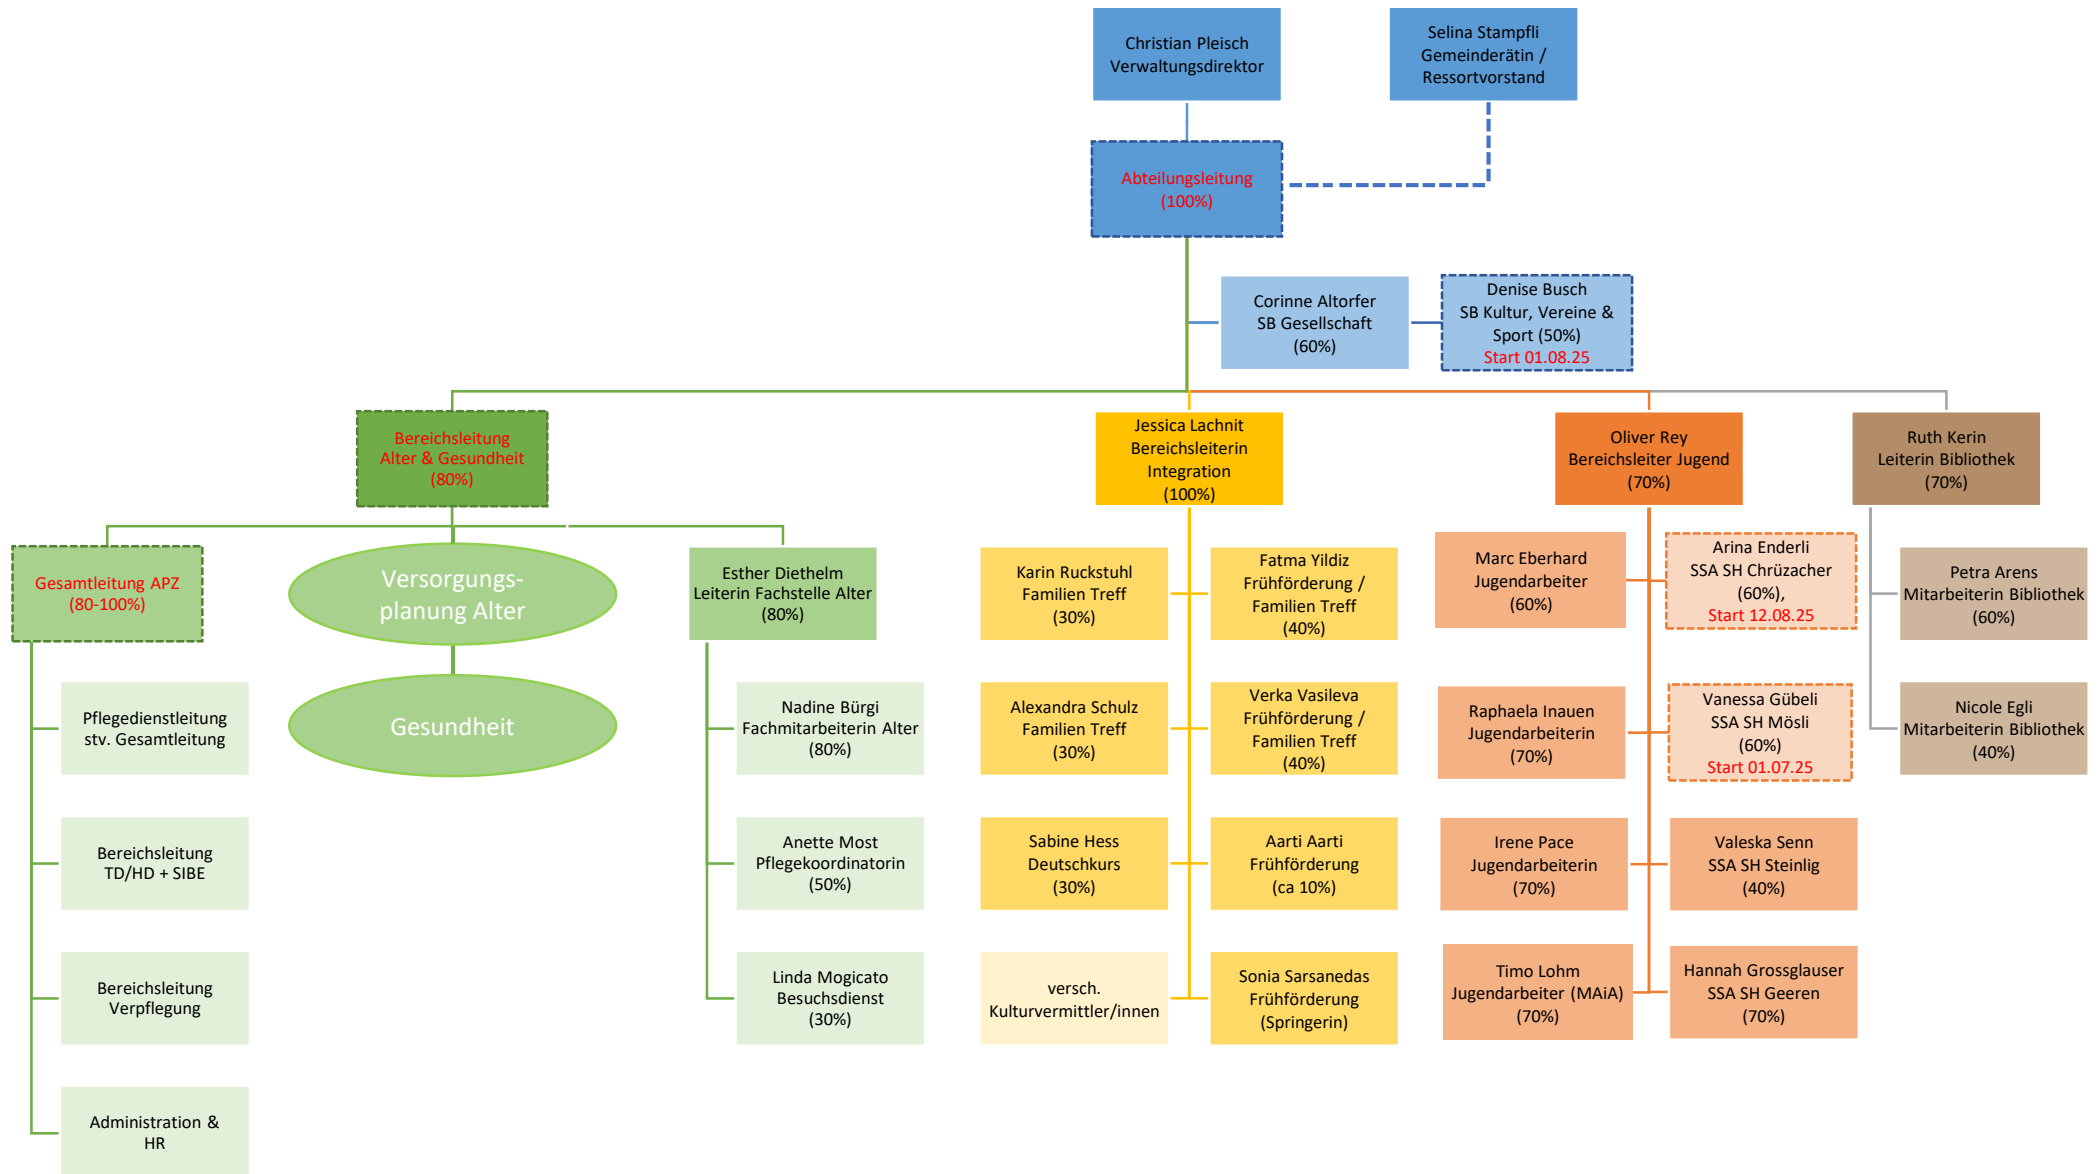 Christian Pleisch
Verwaltungsdirektor
Selina Stampfli
Gemeinderätin /
Ressortvorstand
Abteilungsleitung
(100%)
Corinne Altorfer
SB Gesellschaft
(60%)
Denise Busch
SB Kultur, Vereine &
Sport (50%)
Start 01.08.25
Bereichsleitung
Alter & Gesundheit
(80%)
Jessica Lachnit
Bereichsleiterin
Integration
(100%)
Oliver Rey
Bereichsleiter Jugend
(70%)
Ruth Kerin
Leiterin Bibliothek
(70%)
Gesamtleitung APZ
(80-100%)
Versorgungs-
planung Alter
Esther Diethelm
Leiterin Fachstelle Alter
(80%)
Karin Ruckstuhl
Familien Treff
(30%)
Fatma Yildiz
Frühförderung /
Familien Treff
(40%)
Marc Eberhard
Jugendarbeiter
(60%)
Arina Enderli
SSA SH Chrüzacher
(60%),
Start 12.08.25
Petra Arens
Mitarbeiterin Bibliothek
(60%)
Pflegedienstleitung
stv. Gesamtleitung
Gesundheit
Nadine Bürgi
Fachmitarbeiterin Alter
(80%)
Alexandra Schulz
Familien Treff
(30%)
Verka Vasileva
Frühförderung /
Familien Treff
(40%)
Raphaela Inauen
Jugendarbeiterin
(70%)
Vanessa Gübeli
SSA SH Mösli
(60%)
Start 01.07.25
Nicole Egli
Mitarbeiterin Bibliothek
(40%)
Bereichsleitung
TD/HD + SIBE
Anette Most
Pflegekoordinatorin
(50%)
Sabine Hess
Deutschkurs
(30%)
Aarti Aarti
Frühförderung
(ca 10%)
Irene Pace
Jugendarbeiterin
(70%)
Valeska Senn
SSA SH Steinlig
(40%)
Bereichsleitung
Verpflegung
Linda Mogicato
Besuchsdienst
(30%)
versch.
Kulturvermittler/innen
Sonia Sarsanedas
Frühförderung
(Springerin)
Timo Lohm
Jugendarbeiter (MAiA)
(70%)
Hannah Grossglauser
SSA SH Geeren
(70%)
Administration &
HR